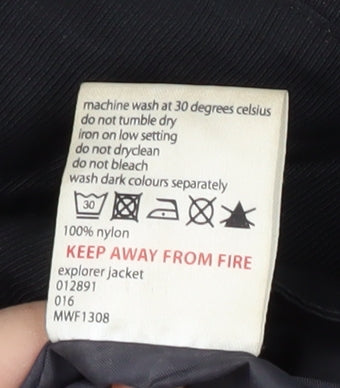 machine wash at 30 degrees celsius
do not tumble dry
iron on low setting
do not dryclean
do not bleach
wash dark colours separately
30
100% nylon
KEEP AWAY FROM FIRE
explorer jacket
012891
016
MWF1308